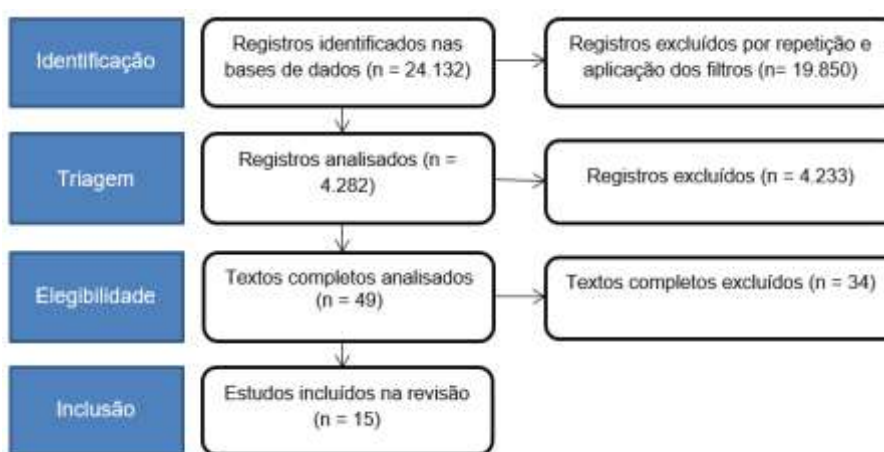 Identificação
Registros identificados nas
bases de dados (n = 24.132)
Registros excluídos por repetição e
aplicação dos filtros (n= 19.850)
Triagem
Registros analisados (n =
4.282)
Registros excluídos (n = 4.233)
Elegibilidade
Textos completos analisados
(n = 49)
Textos completos excluídos (n = 34)
Inclusão
Estudos incluídos na revisão
(n = 15)